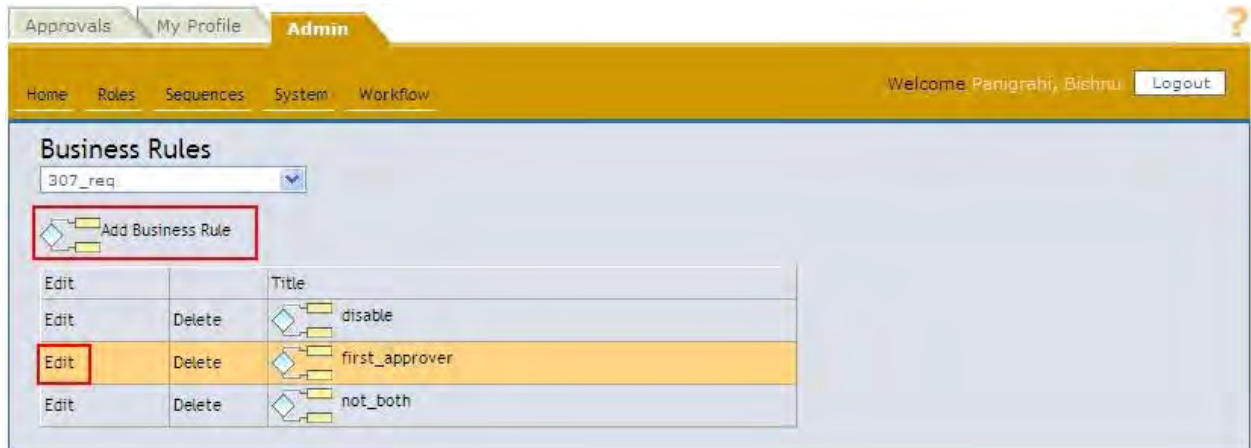 Approvals My Profile Admin ?
Home Roles Sequences System Workflow Welcome Panigrahi, Bishnu Logout
Business Rules
307_req
Add Business Rule
Edit Title
Edit Delete disable
Edit Delete first_approver
Edit Delete not_both